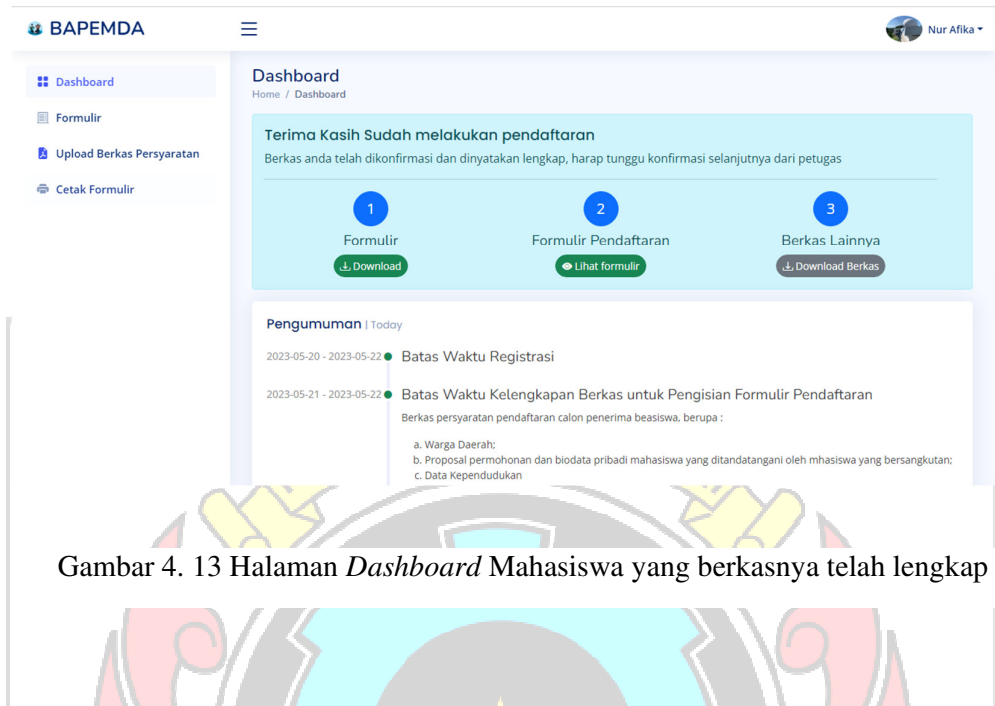 BAPEMDA
Nur Afika
Dashboard
Formulir
Upload Berkas Persyaratan
Cetak Formulir
Dashboard
Home / Dashboard
Terima Kasih Sudah melakukan pendaftaran
Berkas anda telah dikonfirmasi dan dinyatakan lengkap, harap tunggu konfirmasi selanjutnya dari petugas
1
2
3
Formulir
Formulir Pendaftaran
Berkas Lainnya
Download
Lihat formulir
Download Berkas
Pengumuman | Today
2023-05-20 - 2023-05-22 Batas Waktu Registrasi
2023-05-21 - 2023-05-22 Batas Waktu Kelengkapan Berkas untuk Pengisian Formulir Pendaftaran
Berkas persyaratan pendaftaran calon penerima beasiswa, berupa :
a. Warga Daerah;
b. Proposal permohonan dan biodata pribadi mahasiswa yang ditandatangani oleh mhasiswa yang bersangkutan;
c. Data Kependudukan
Gambar 4. 13 Halaman Dashboard Mahasiswa yang berkasnya telah lengkap